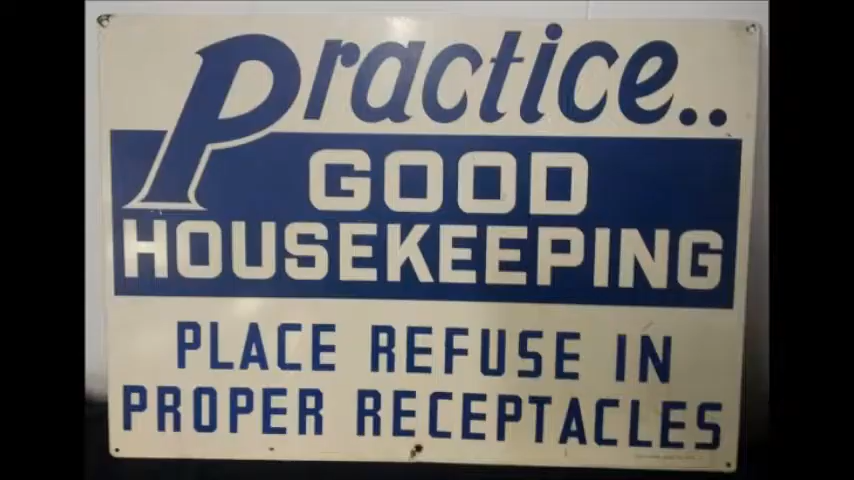 Practice..
GOOD
HOUSEKEEPING
PLACE REFUSE IN
PROPER RECEPTACLES